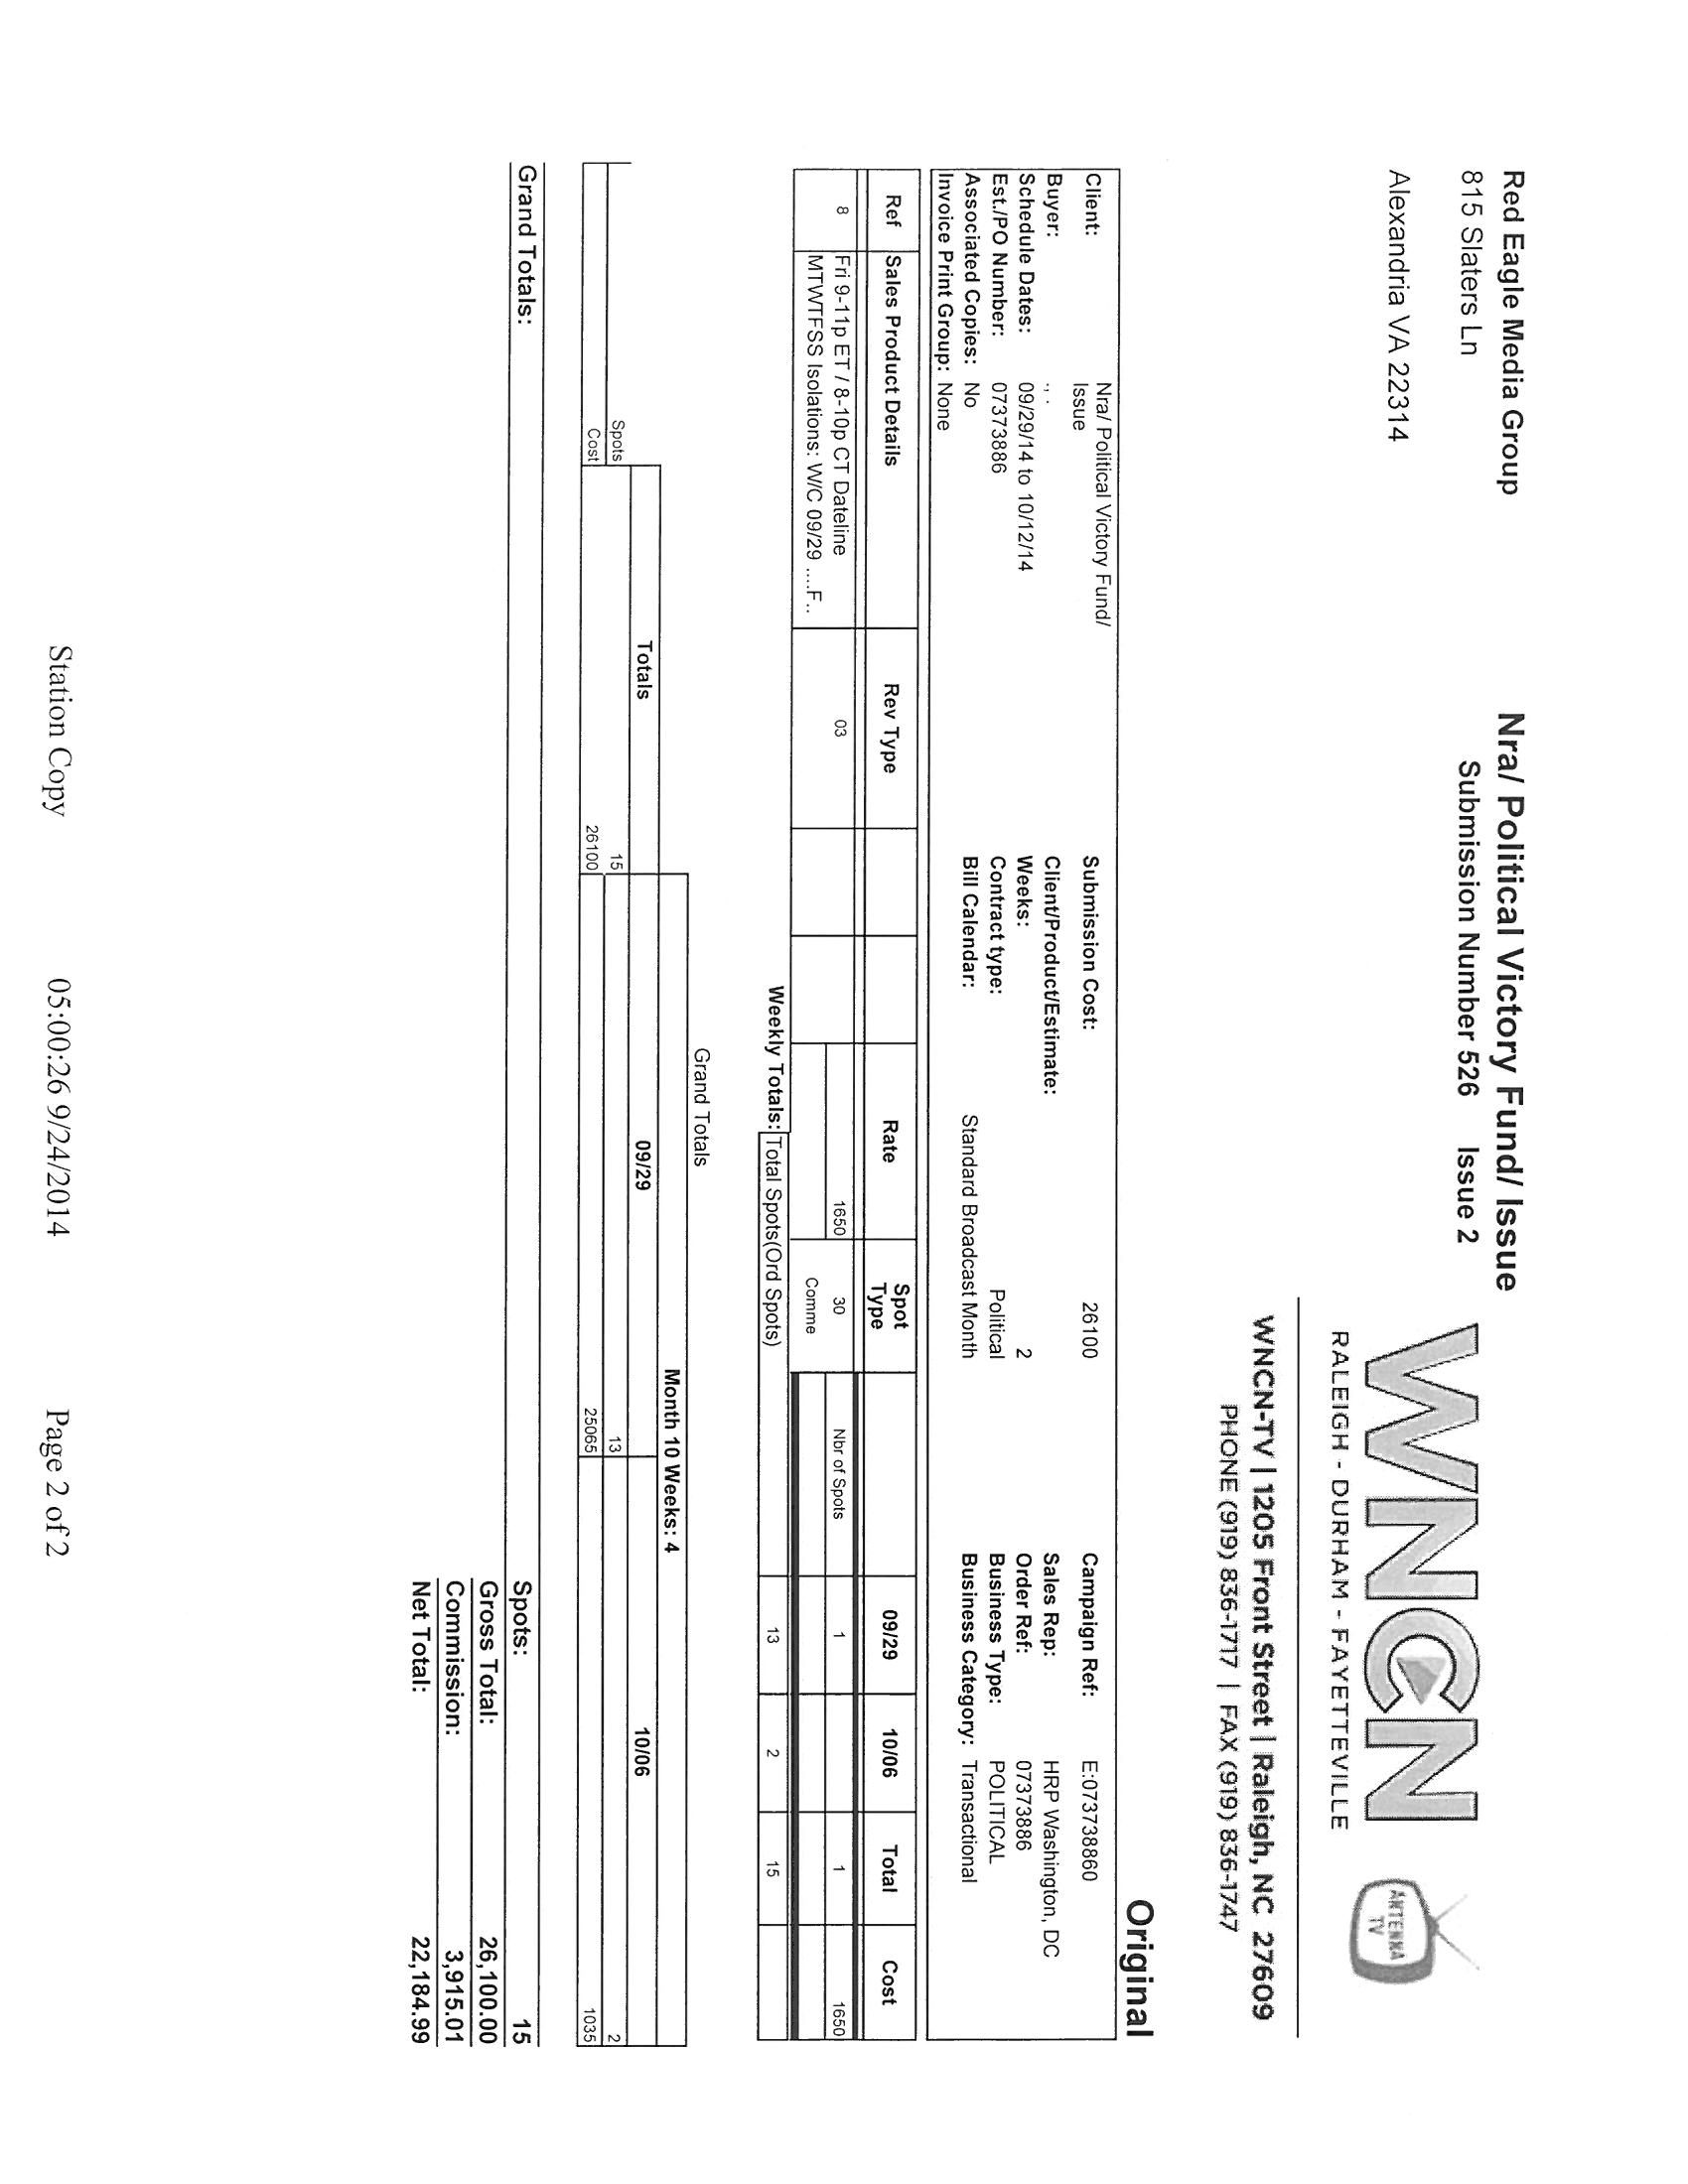 Red Eagle Media Group
815 Slaters Ln
Alexandria VA 22314
Nra/ Political Victory Fund/ Issue
Submission Number 526 Issue 2
WNCN
RALEIGH - DURHAM - FAYETTEVILLE
ANTENNA
TV
WNCN-TV | 1205 Front Street | Raleigh, NC 27609
PHONE (919) 836-1717 | FAX (919) 836-1747
Original
Client: Nra/ Political Victory Fund/ Submission Cost: 26100 Campaign Ref: E:073738860
Issue
Buyer: ., . Client/Product/Estimate: Sales Rep: HRP Washington, DC
Schedule Dates: 09/29/14 to 10/12/14 Weeks: 2 Order Ref: 07373886
Est./PO Number: 07373886 Contract type: Political Business Type: POLITICAL
Associated Copies: No Bill Calendar: Standard Broadcast Month Business Category: Transactional
Invoice Print Group: None
Ref Sales Product Details Rev Type Rate Spot Type 09/29 10/06 Total Cost
8 Fri 9-11p ET / 8-10p CT Dateline 03 1650 30 Nbr of Spots 1 1 1650
MTWTFSS Isolations: W/C 09/29 ....F.. Comme
Weekly Totals: Total Spots(Ord Spots) 13 2 15
Grand Totals
Month 10 Weeks: 4
Totals 09/29 10/06
Spots 15 13 2
Cost 26100 25065 1035
Grand Totals: Spots: 15
Gross Total: 26,100.00
Commission: 3,915.01
Net Total: 22,184.99
Station Copy 05:00:26 9/24/2014 Page 2 of 2